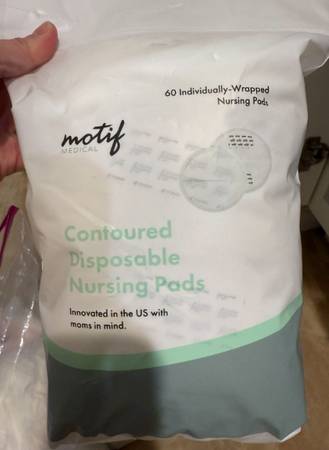 60 Individually-Wrapped
Nursing Pads
motif
MEDICAL
Contoured
Disposable
Nursing Pads
Innovated in the US with
moms in mind.